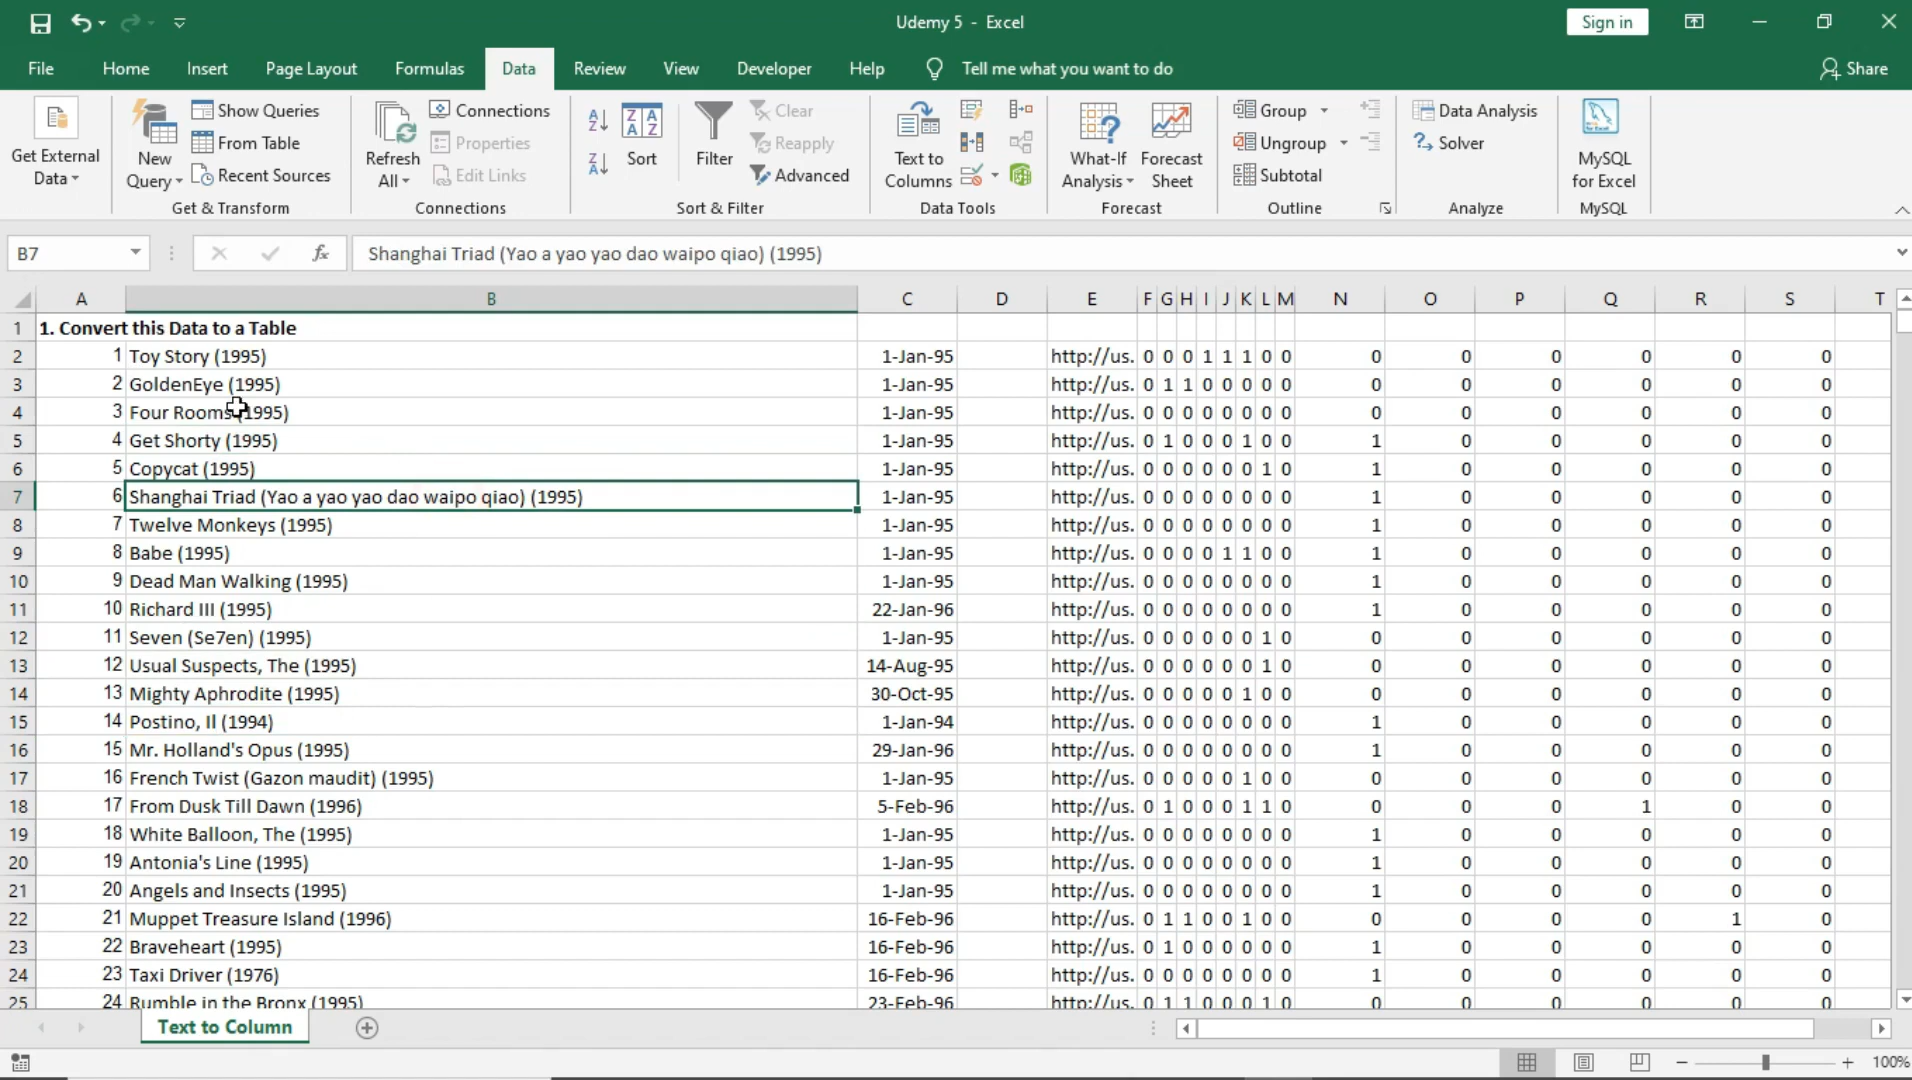 Udemy 5 - Excel
Sign in
File Home Insert Page Layout Formulas Data Review View Developer Help Tell me what you want to do Share
Get External Data
New Query
Show Queries
From Table
Recent Sources
Get & Transform
Refresh All
Connections
Properties
Edit Links
Connections
Sort
Filter
Clear
Reapply
Advanced
Sort & Filter
Text to Columns
Data Tools
What-If Analysis
Forecast Sheet
Forecast
Group
Ungroup
Subtotal
Outline
Data Analysis
Solver
Analyze
MySQL for Excel
MySQL
B7 fx Shanghai Triad (Yao a yao yao dao waipo qiao) (1995)
A B C D E F G H I J K L M N O P Q R S T
1 1. Convert this Data to a Table
2 1 Toy Story (1995) 1-Jan-95 http://us. 0 0 0 1 1 1 0 0 0 0 0 0 0 0
3 2 GoldenEye (1995) 1-Jan-95 http://us. 0 1 1 0 0 0 0 0 0 0 0 0 0 0
4 3 Four Rooms (1995) 1-Jan-95 http://us. 0 0 0 0 0 0 0 0 0 0 0 0 0 0
5 4 Get Shorty (1995) 1-Jan-95 http://us. 0 1 0 0 0 1 0 0 1 0 0 0 0 0
6 5 Copycat (1995) 1-Jan-95 http://us. 0 0 0 0 0 0 1 0 1 0 0 0 0 0
7 6 Shanghai Triad (Yao a yao yao dao waipo qiao) (1995) 1-Jan-95 http://us. 0 0 0 0 0 0 0 0 1 0 0 0 0 0
8 7 Twelve Monkeys (1995) 1-Jan-95 http://us. 0 0 0 0 0 0 0 0 1 0 0 0 0 0
9 8 Babe (1995) 1-Jan-95 http://us. 0 0 0 0 1 1 0 0 1 0 0 0 0 0
10 9 Dead Man Walking (1995) 1-Jan-95 http://us. 0 0 0 0 0 0 0 0 1 0 0 0 0 0
11 10 Richard III (1995) 22-Jan-96 http://us. 0 0 0 0 0 0 0 0 1 0 0 0 0 0
12 11 Seven (Se7en) (1995) 1-Jan-95 http://us. 0 0 0 0 0 0 1 0 0 0 0 0 0 0
13 12 Usual Suspects, The (1995) 14-Aug-95 http://us. 0 0 0 0 0 0 1 0 0 0 0 0 0 0
14 13 Mighty Aphrodite (1995) 30-Oct-95 http://us. 0 0 0 0 0 1 0 0 0 0 0 0 0 0
15 14 Postino, Il (1994) 1-Jan-94 http://us. 0 0 0 0 0 0 0 0 1 0 0 0 0 0
16 15 Mr. Holland's Opus (1995) 29-Jan-96 http://us. 0 0 0 0 0 0 0 0 1 0 0 0 0 0
17 16 French Twist (Gazon maudit) (1995) 1-Jan-95 http://us. 0 0 0 0 0 1 0 0 0 0 0 0 0 0
18 17 From Dusk Till Dawn (1996) 5-Feb-96 http://us. 0 1 0 0 0 1 1 0 0 0 0 1 0 0
19 18 White Balloon, The (1995) 1-Jan-95 http://us. 0 0 0 0 0 0 0 0 1 0 0 0 0 0
20 19 Antonia's Line (1995) 1-Jan-95 http://us. 0 0 0 0 0 0 0 0 1 0 0 0 0 0
21 20 Angels and Insects (1995) 1-Jan-95 http://us. 0 0 0 0 0 0 0 0 1 0 0 0 0 0
22 21 Muppet Treasure Island (1996) 16-Feb-96 http://us. 0 1 1 0 0 1 0 0 0 0 0 0 1 0
23 22 Braveheart (1995) 16-Feb-96 http://us. 0 1 0 0 0 0 0 0 1 0 0 0 0 0
24 23 Taxi Driver (1976) 16-Feb-96 http://us. 0 0 0 0 0 0 0 0 1 0 0 0 0 0
25 24 Rumble in the Bronx (1995) 23-Feb-96 http://us. 0 1 1 0 0 0 1 0 0 0 0 0 0 0
Text to Column
100%